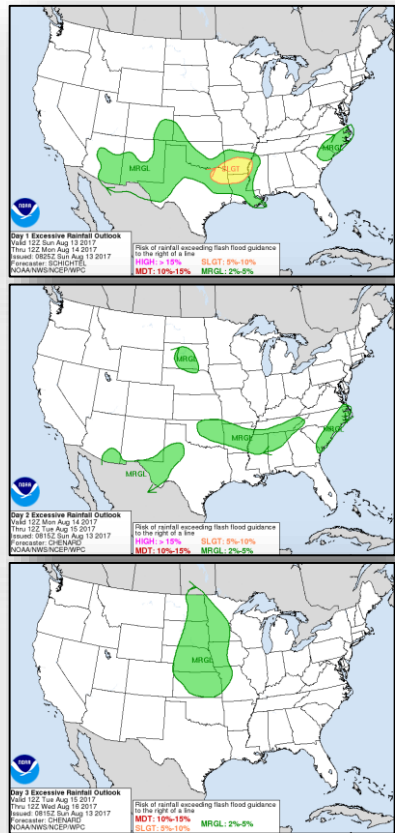 MRGL
SLGT
MRGL
noaa
Day 1 Excessive Rainfall Outlook
Valid 12Z Sun Aug 13 2017
Thru 12Z Mon Aug 14 2017
Issued: 0825Z Sun Aug 13 2017
Forecaster: SCHICHTEL
NOAA/NWS/NCEP/WPC
Risk of rainfall exceeding flash flood guidance
to the right of a line
HIGH: > 15% SLGT: 5%-10%
MDT: 10%-15% MRGL: 2%-5%
MRGL
MRGL
MRGL
MRGL
noaa
Day 2 Excessive Rainfall Outlook
Valid 12Z Mon Aug 14 2017
Thru 12Z Tue Aug 15 2017
Issued: 0815Z Sun Aug 13 2017
Forecaster: CHENARD
NOAA/NWS/NCEP/WPC
Risk of rainfall exceeding flash flood guidance
to the right of a line
HIGH: > 15% SLGT: 5%-10%
MDT: 10%-15% MRGL: 2%-5%
MRGL
noaa
Day 3 Excessive Rainfall Outlook
Valid 12Z Tue Aug 15 2017
Thru 12Z Wed Aug 16 2017
Issued: 0815Z Sun Aug 13 2017
Forecaster: CHENARD
NOAA/NWS/NCEP/WPC
Risk of rainfall exceeding flash flood guidance
to the right of a line
MDT: 10%-15% MRGL: 2%-5%
SLGT: 5%-10%